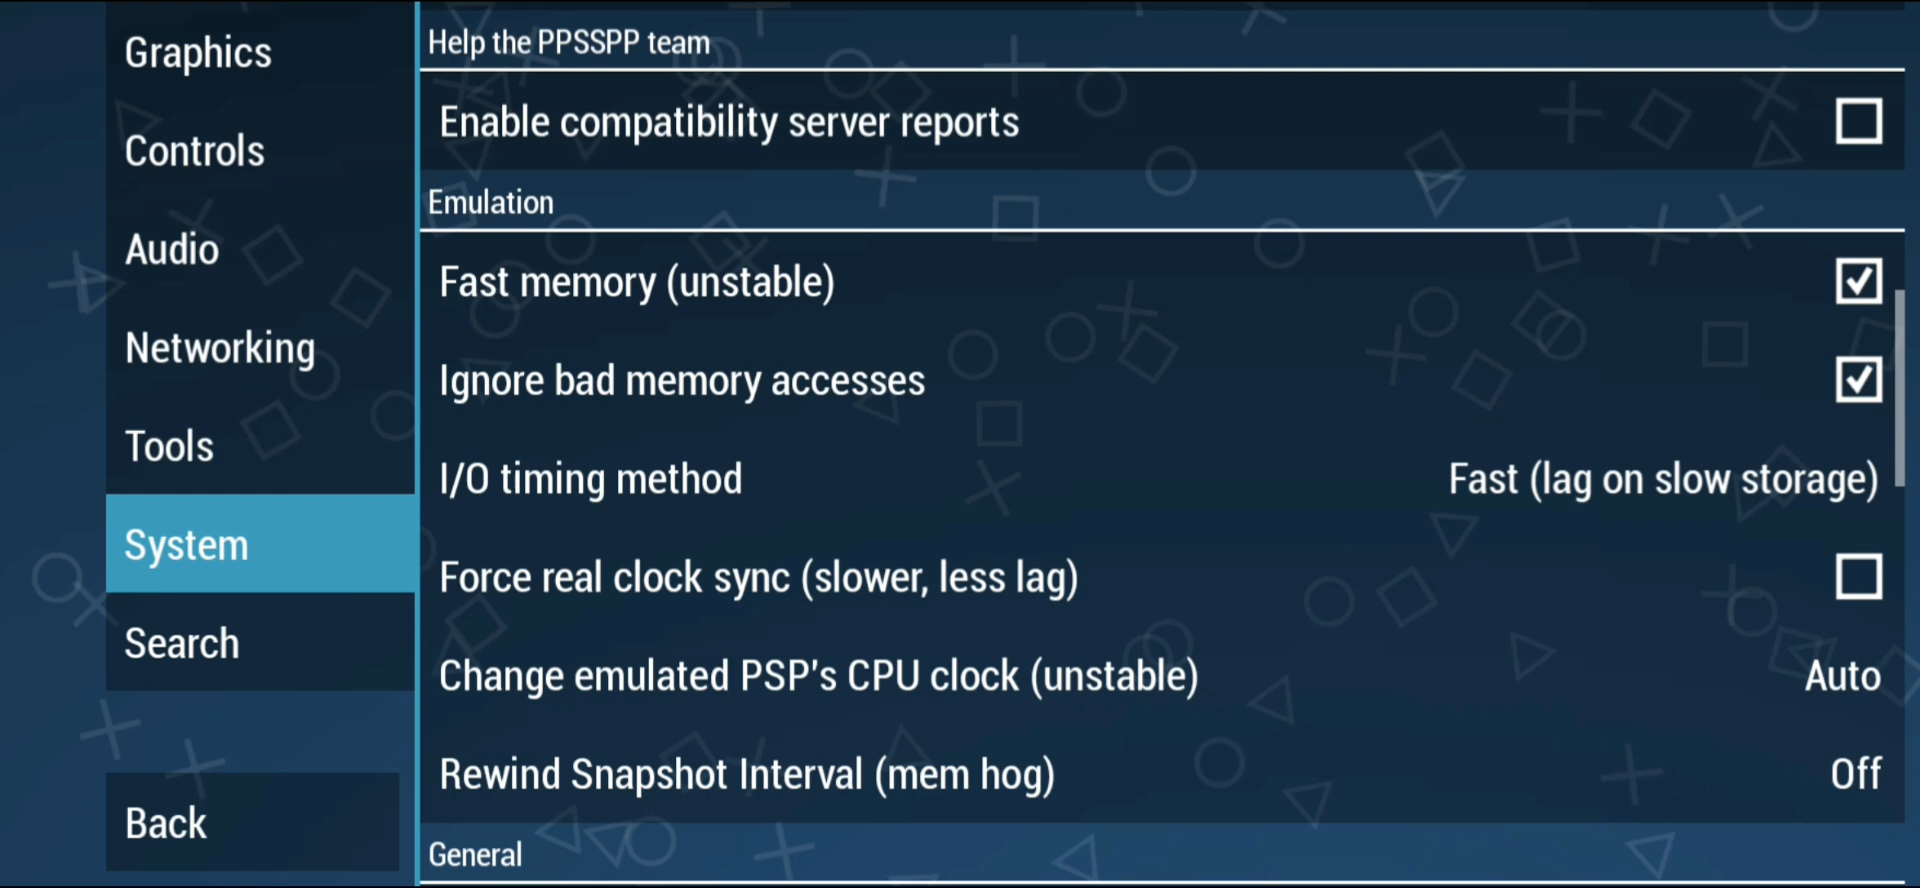 Graphics
Controls
Audio
Networking
Tools
System
Search
Back
Help the PPSSPP team
Enable compatibility server reports
Emulation
Fast memory (unstable)
Ignore bad memory accesses
I/O timing method Fast (lag on slow storage)
Force real clock sync (slower, less lag)
Change emulated PSP's CPU clock (unstable) Auto
Rewind Snapshot Interval (mem hog) Off
General